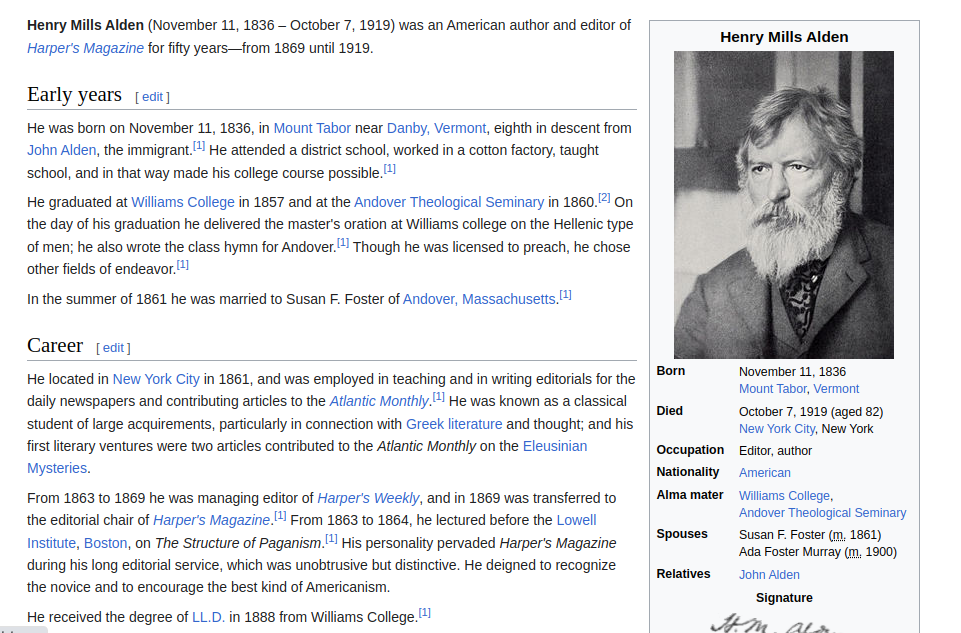 Henry Mills Alden (November 11, 1836 – October 7, 1919) was an American author and editor of
Harper's Magazine for fifty years—from 1869 until 1919.
Early years [ edit ]
He was born on November 11, 1836, in Mount Tabor near Danby, Vermont, eighth in descent from
John Alden, the immigrant.[1] He attended a district school, worked in a cotton factory, taught
school, and in that way made his college course possible.[1]
He graduated at Williams College in 1857 and at the Andover Theological Seminary in 1860.[2] On
the day of his graduation he delivered the master's oration at Williams college on the Hellenic type
of men; he also wrote the class hymn for Andover.[1] Though he was licensed to preach, he chose
other fields of endeavor.[1]
In the summer of 1861 he was married to Susan F. Foster of Andover, Massachusetts.[1]
Career [ edit ]
He located in New York City in 1861, and was employed in teaching and in writing editorials for the
daily newspapers and contributing articles to the Atlantic Monthly.[1] He was known as a classical
student of large acquirements, particularly in connection with Greek literature and thought; and his
first literary ventures were two articles contributed to the Atlantic Monthly on the Eleusinian
Mysteries.
From 1863 to 1869 he was managing editor of Harper's Weekly, and in 1869 was transferred to
the editorial chair of Harper's Magazine.[1] From 1863 to 1864, he lectured before the Lowell
Institute, Boston, on The Structure of Paganism.[1] His personality pervaded Harper's Magazine
during his long editorial service, which was unobtrusive but distinctive. He deigned to recognize
the novice and to encourage the best kind of Americanism.
He received the degree of LL.D. in 1888 from Williams College.[1]
Henry Mills Alden
Born November 11, 1836
Mount Tabor, Vermont
Died October 7, 1919 (aged 82)
New York City, New York
Occupation Editor, author
Nationality American
Alma mater Williams College,
Andover Theological Seminary
Spouses Susan F. Foster (m. 1861)
Ada Foster Murray (m. 1900)
Relatives John Alden
Signature
H. M. Alden